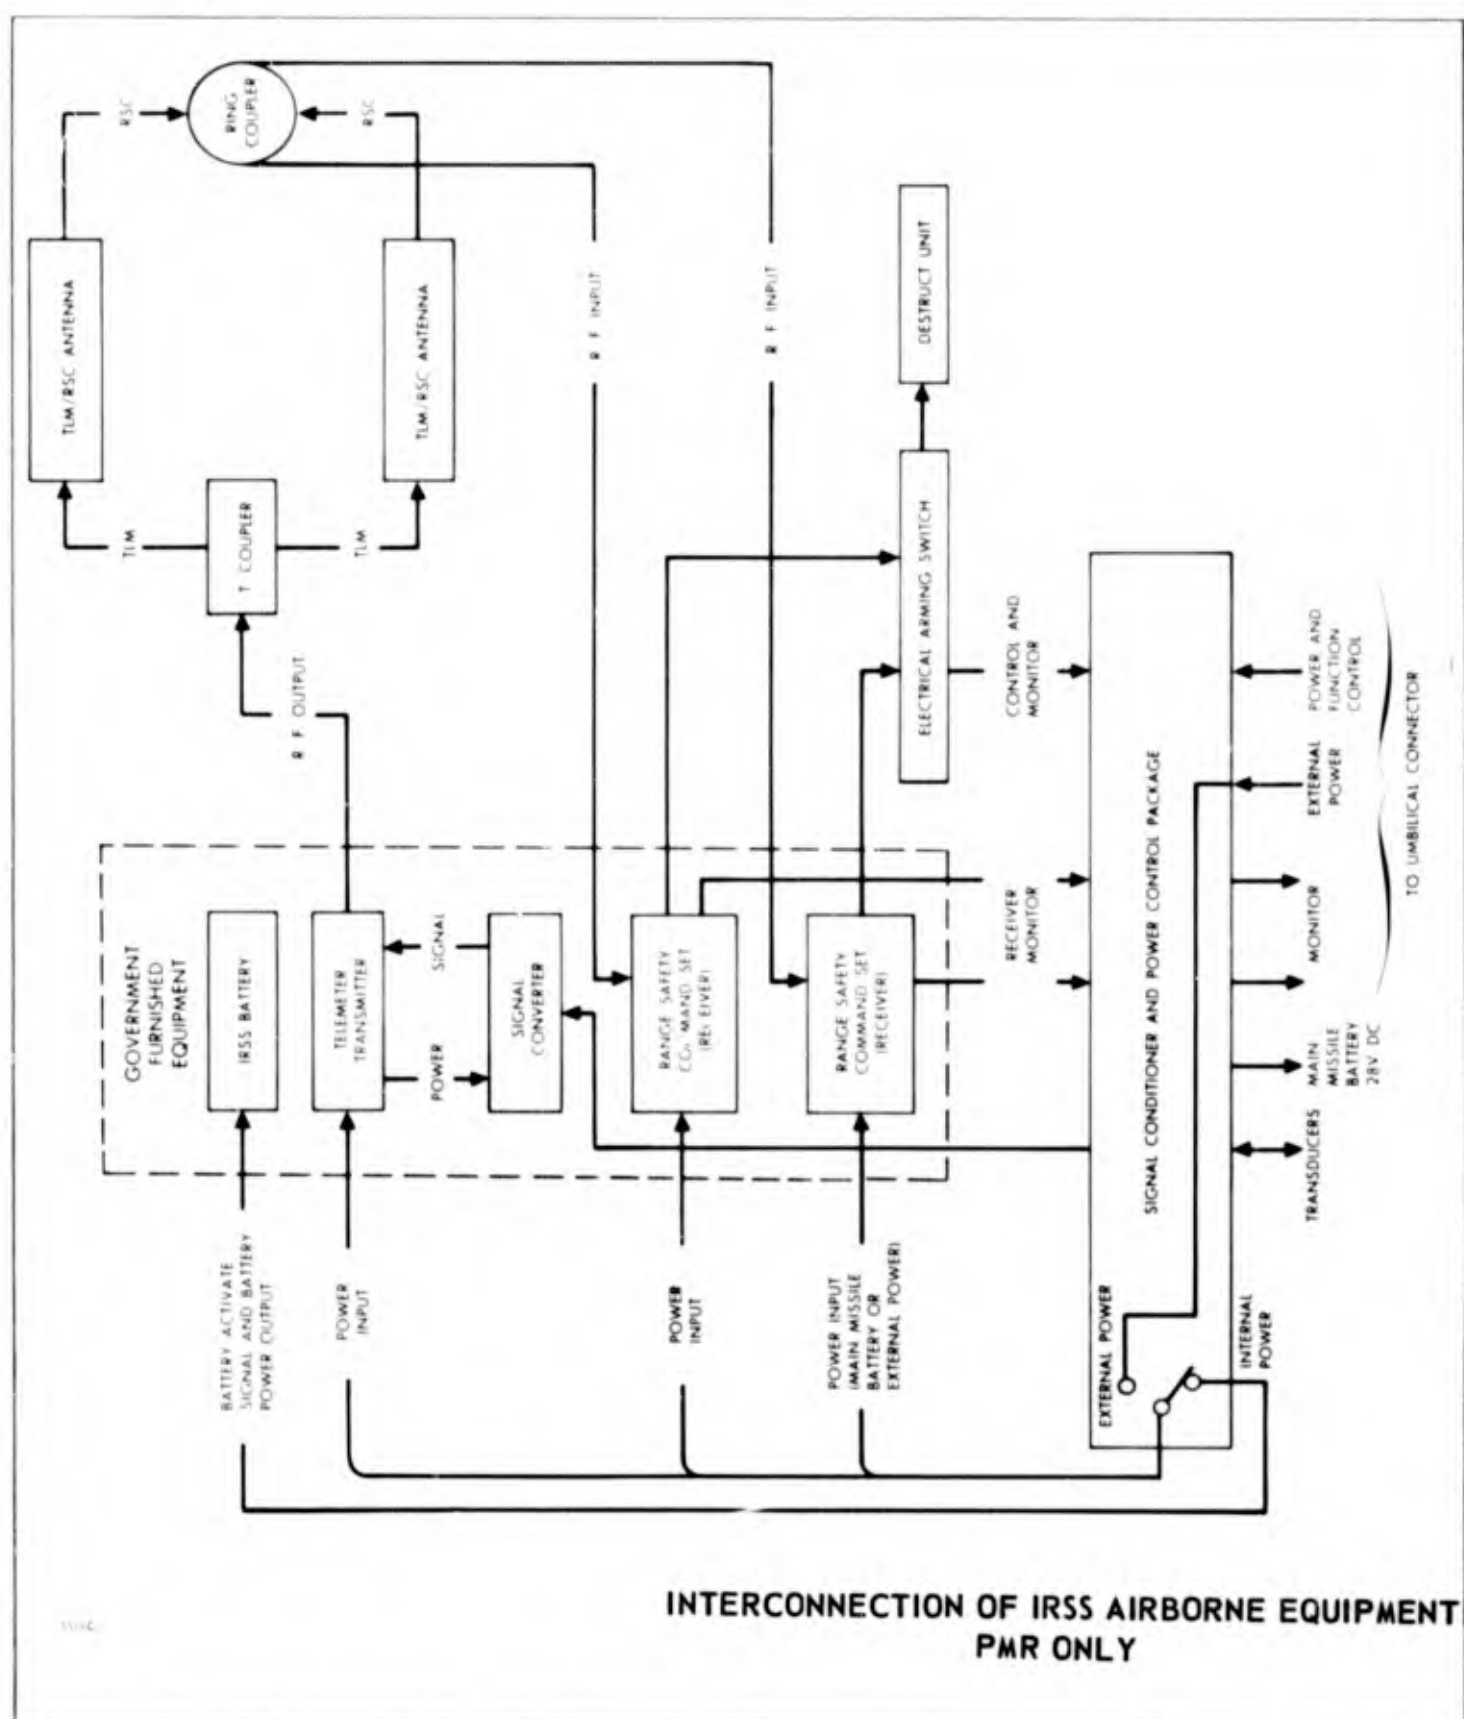 RING
COUPLER
RSC
RSC
TLM/RSC ANTENNA
TLM/RSC ANTENNA
TLM
TLM
T COUPLER
R F OUTPUT
R F INPUT
R F INPUT
DESTRUCT UNIT
ELECTRICAL ARMING SWITCH
CONTROL AND
MONITOR
GOVERNMENT
FURNISHED
EQUIPMENT
IRSS BATTERY
TELEMETER
TRANSMITTER
SIGNAL
POWER
SIGNAL
CONVERTER
RANGE SAFETY
COMMAND SET
(RECEIVER)
RANGE SAFETY
COMMAND SET
(RECEIVER)
RECEIVER
MONITOR
BATTERY ACTIVATE
SIGNAL AND BATTERY
POWER OUTPUT
POWER
INPUT
POWER
INPUT
POWER INPUT
(MAIN MISSILE
BATTERY OR
EXTERNAL POWER)
SIGNAL CONDITIONER AND POWER CONTROL PACKAGE
EXTERNAL POWER
INTERNAL
POWER
TRANSDUCERS
MAIN
MISSILE
BATTERY
28V DC
MONITOR
EXTERNAL
POWER
POWER AND
FUNCTION
CONTROL
TO UMBILICAL CONNECTOR
INTERCONNECTION OF IRSS AIRBORNE EQUIPMENT
PMR ONLY